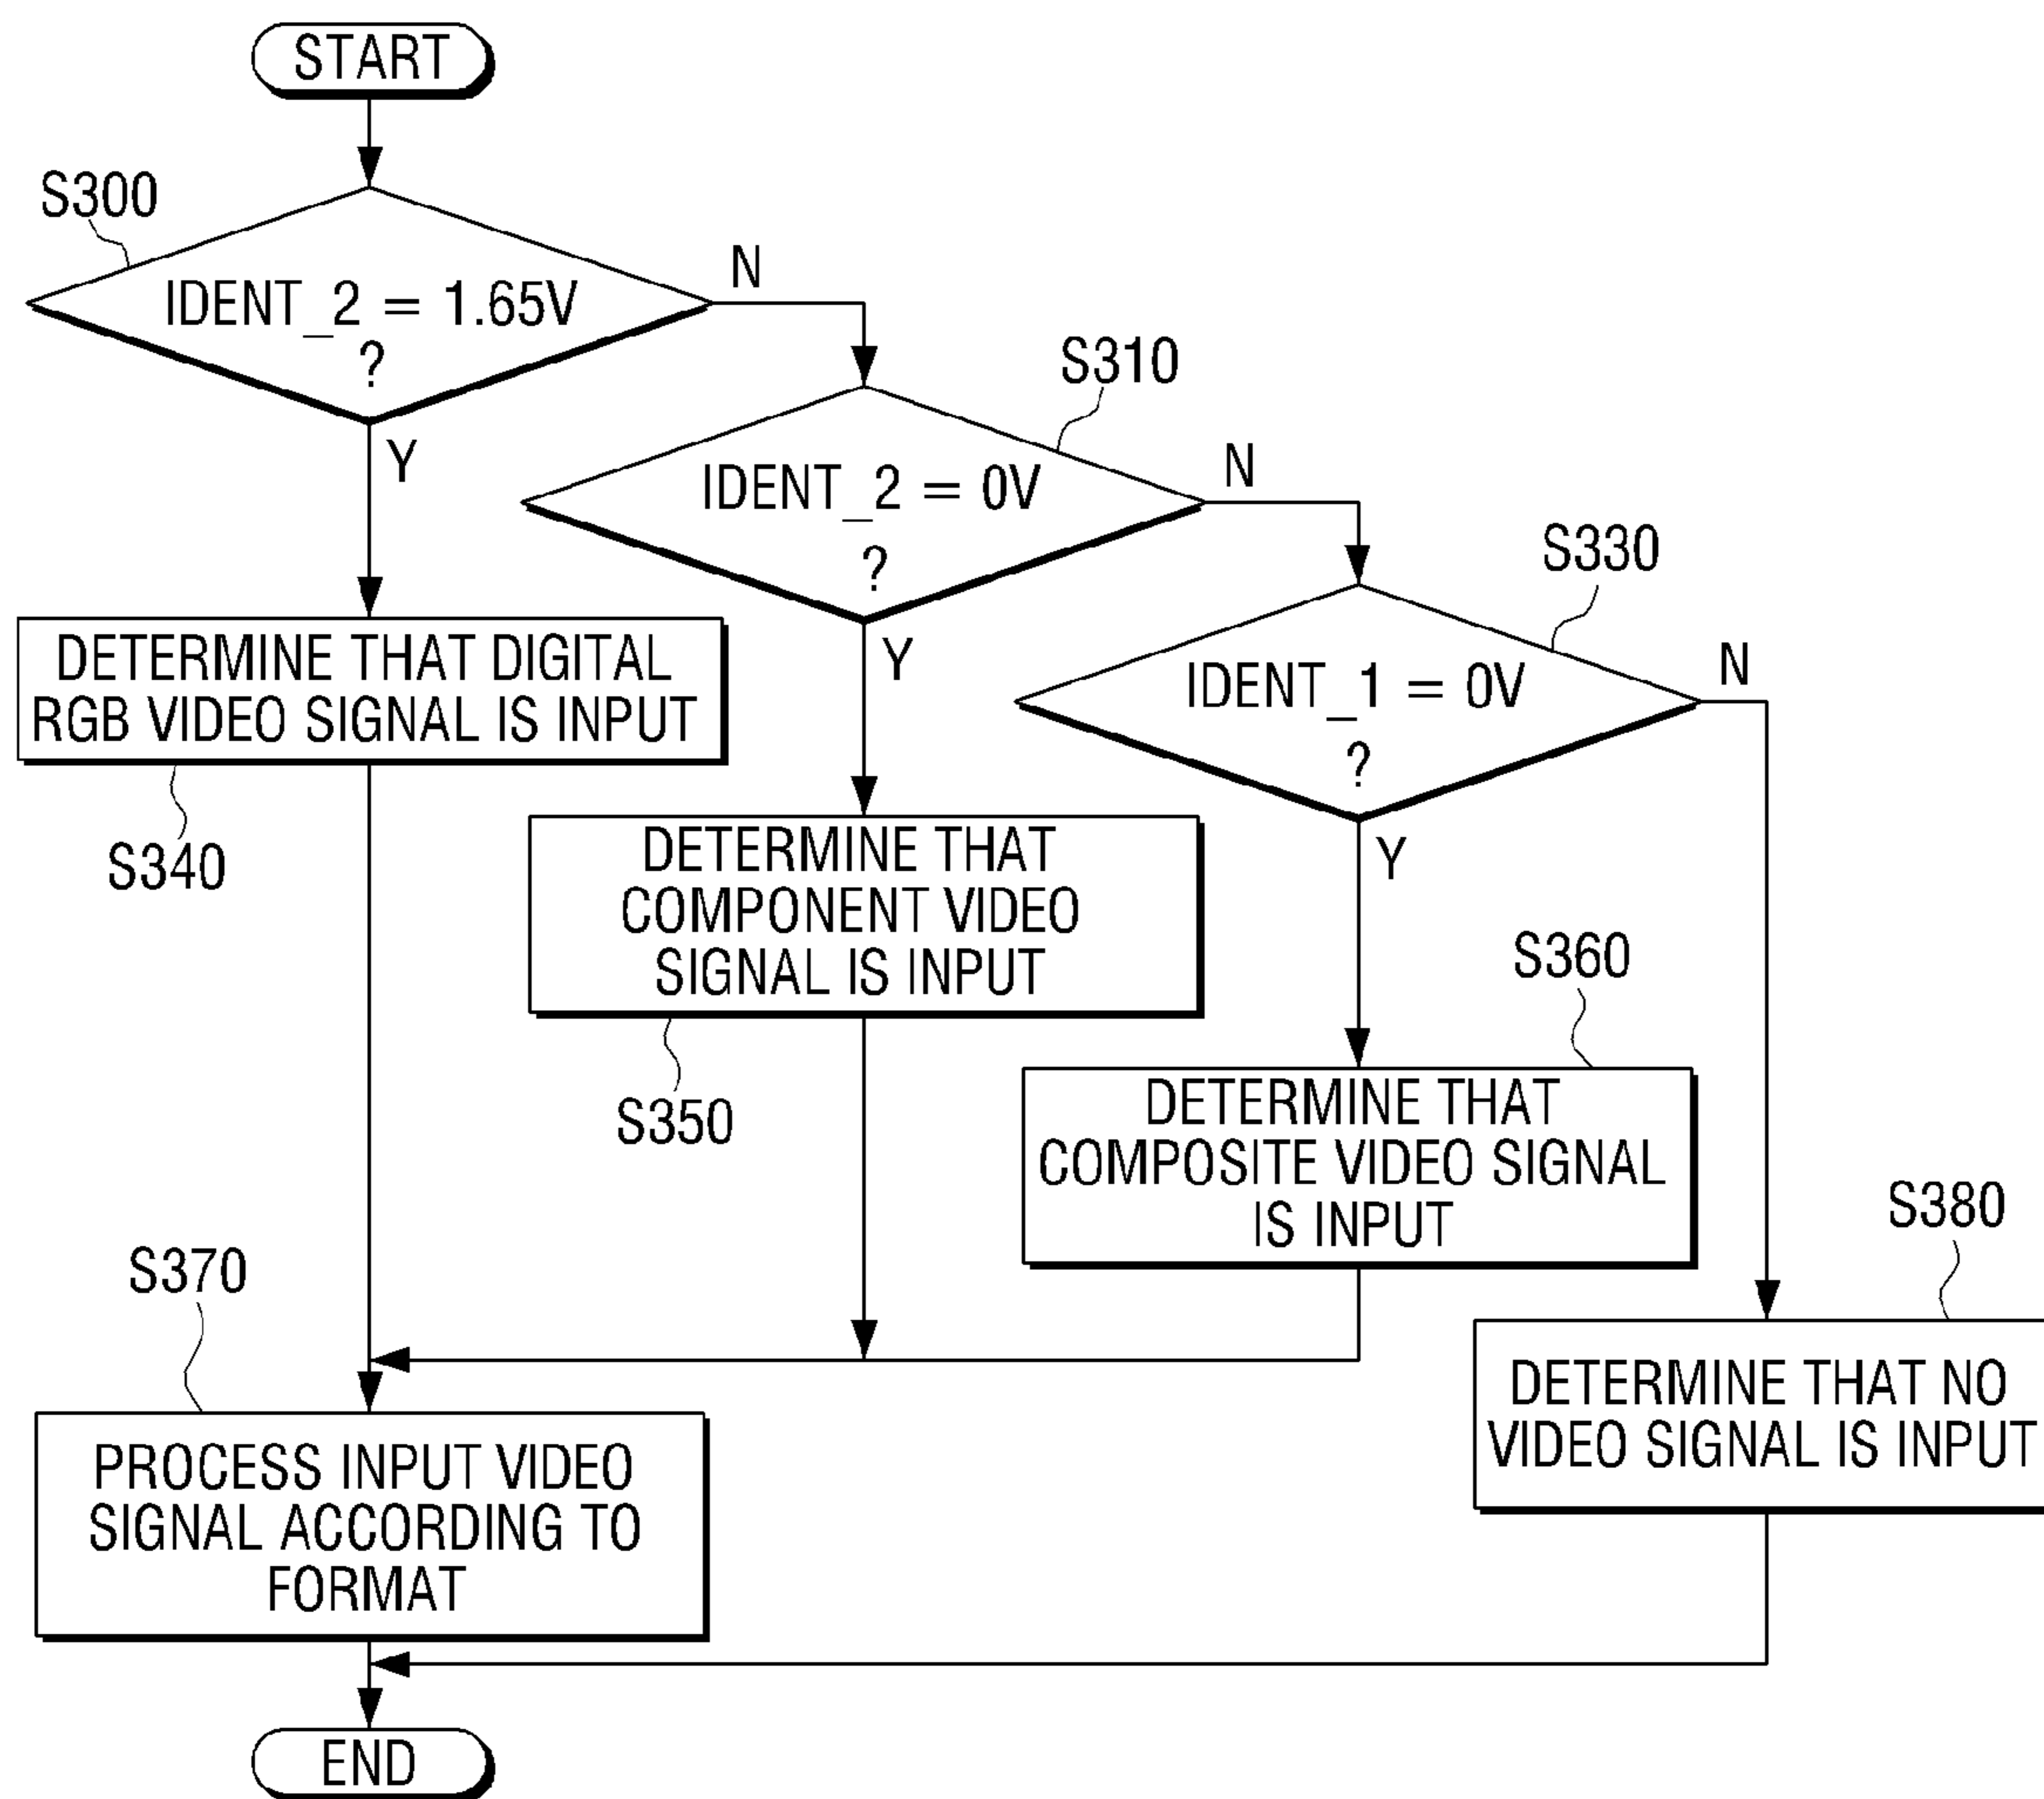 START
S300
IDENT_2 = 1.65V
?
N
Y
S310
IDENT_2 = 0V
?
N
Y
S330
IDENT_1 = 0V
?
N
Y
DETERMINE THAT DIGITAL
RGB VIDEO SIGNAL IS INPUT
S340
DETERMINE THAT
COMPONENT VIDEO
SIGNAL IS INPUT
S350
S360
DETERMINE THAT
COMPOSITE VIDEO SIGNAL
IS INPUT
S380
DETERMINE THAT NO
VIDEO SIGNAL IS INPUT
S370
PROCESS INPUT VIDEO
SIGNAL ACCORDING TO
FORMAT
END